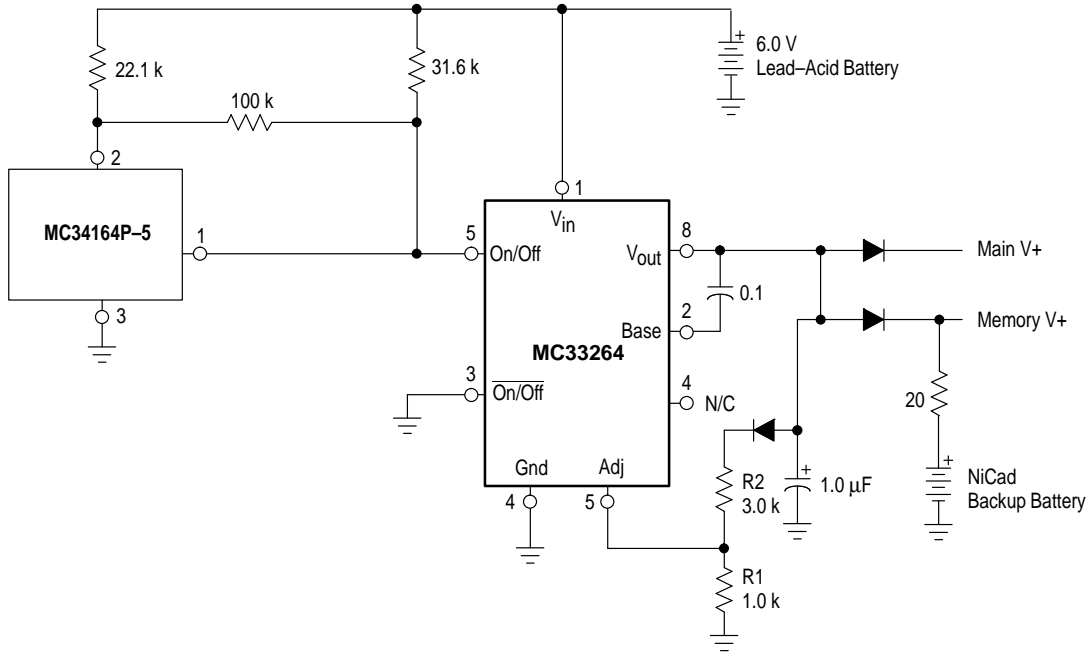 6.0 V
Lead–Acid Battery
+
22.1 k
31.6 k
100 k
2
MC34164P–5
1
3
1
Vin
5
On/Off
Vout
8
0.1
Base
2
MC33264
3
On/Off
4
N/C
Gnd
4
Adj
5
Main V+
Memory V+
20
+
NiCad
Backup Battery
R2
3.0 k
+
1.0 μF
R1
1.0 k